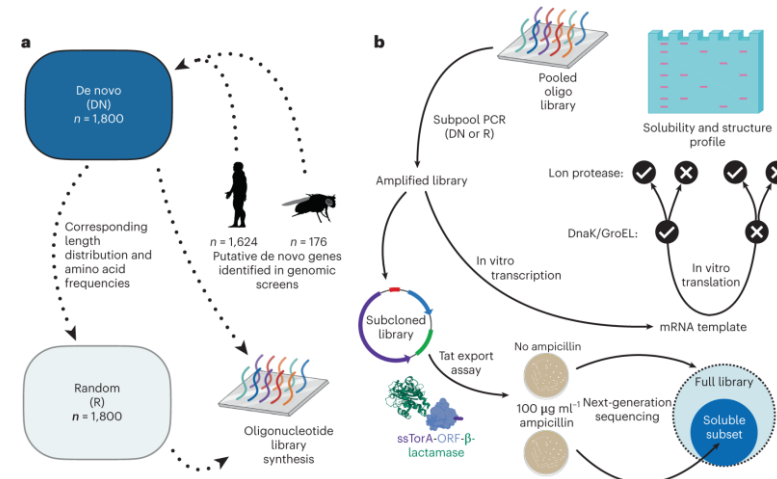 a
De novo
(DN)
n = 1,800
n = 1,624
n = 176
Putative de novo genes
identified in genomic
screens
Corresponding
length
distribution and
amino acid
frequencies
Random
(R)
n = 1,800
Oligonucleotide
library
synthesis
b
Pooled
oligo
library
Subpool PCR
(DN or R)
Amplified library
Solubility and structure
profile
Lon protease:
DnaK/GroEL:
In vitro
translation
mRNA template
In vitro
transcription
Subcloned
library
Tat export
assay
ssTorA-ORF-β-
lactamase
No ampicillin
100 µg ml⁻¹
ampicillin
Next-generation
sequencing
Full library
Soluble
subset